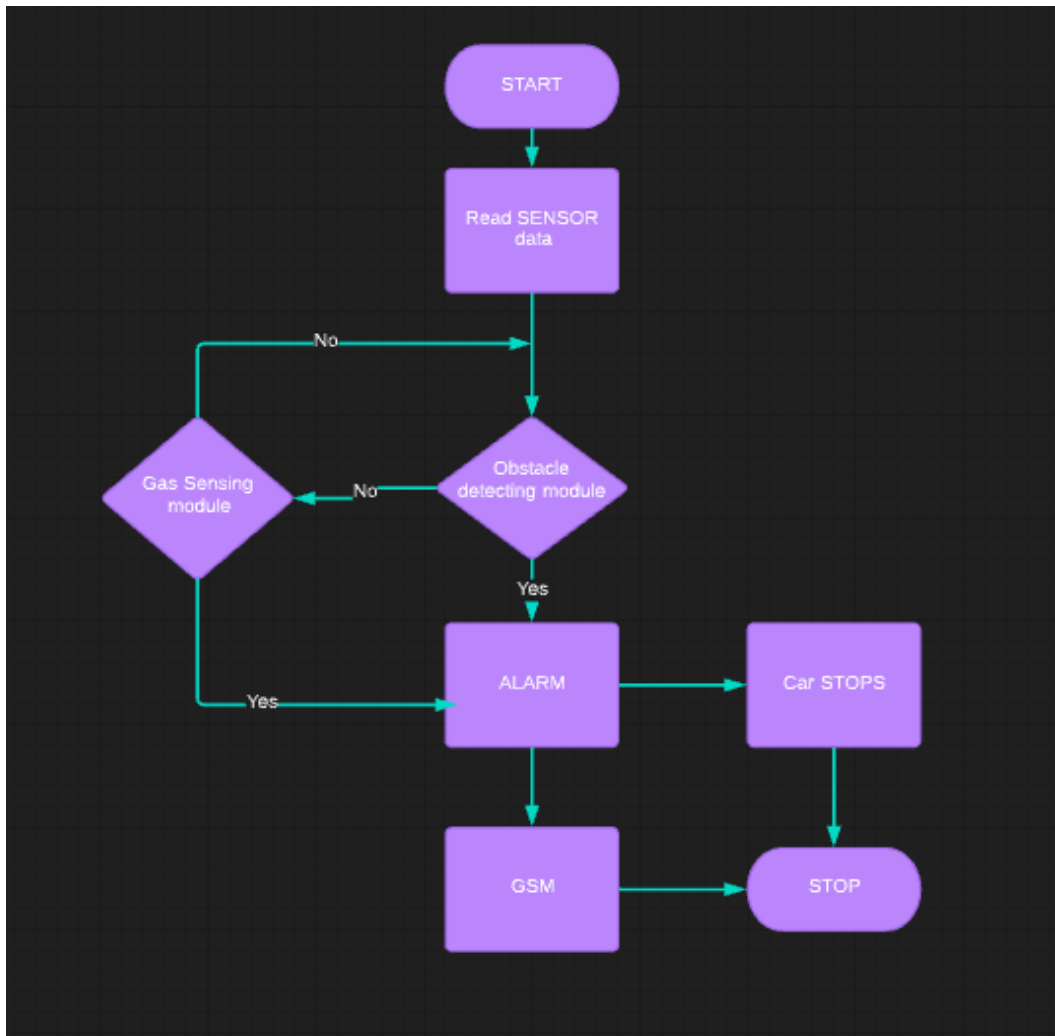 START
Read SENSOR
data
No
Gas Sensing
module
No
Obstacle
detecting module
Yes
Yes
ALARM
Car STOPS
GSM
STOP